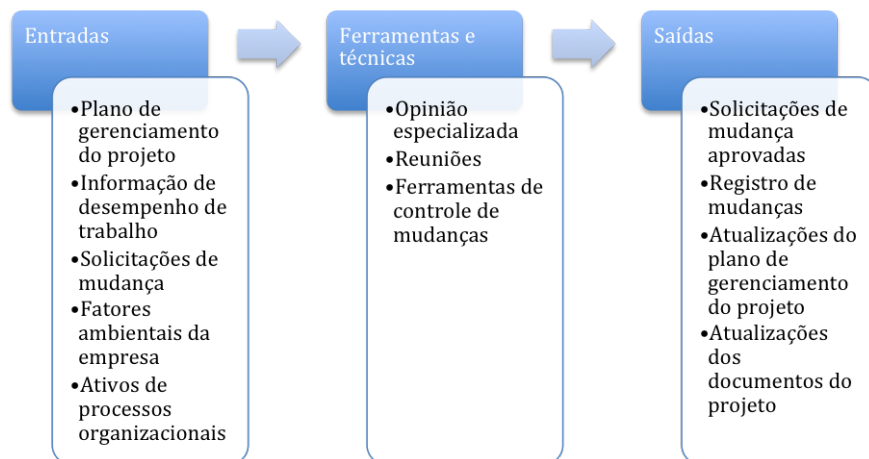 Entradas
•Plano de
gerenciamento
do projeto
•Informação de
desempenho de
trabalho
•Solicitações de
mudança
•Fatores
ambientais da
empresa
•Ativos de
processos
organizacionais
Ferramentas e
técnicas
•Opinião
especializada
•Reuniões
•Ferramentas de
controle de
mudanças
Saídas
•Solicitações de
mudança
aprovadas
•Registro de
mudanças
•Atualizações do
plano de
gerenciamento
do projeto
•Atualizações
dos
documentos do
projeto